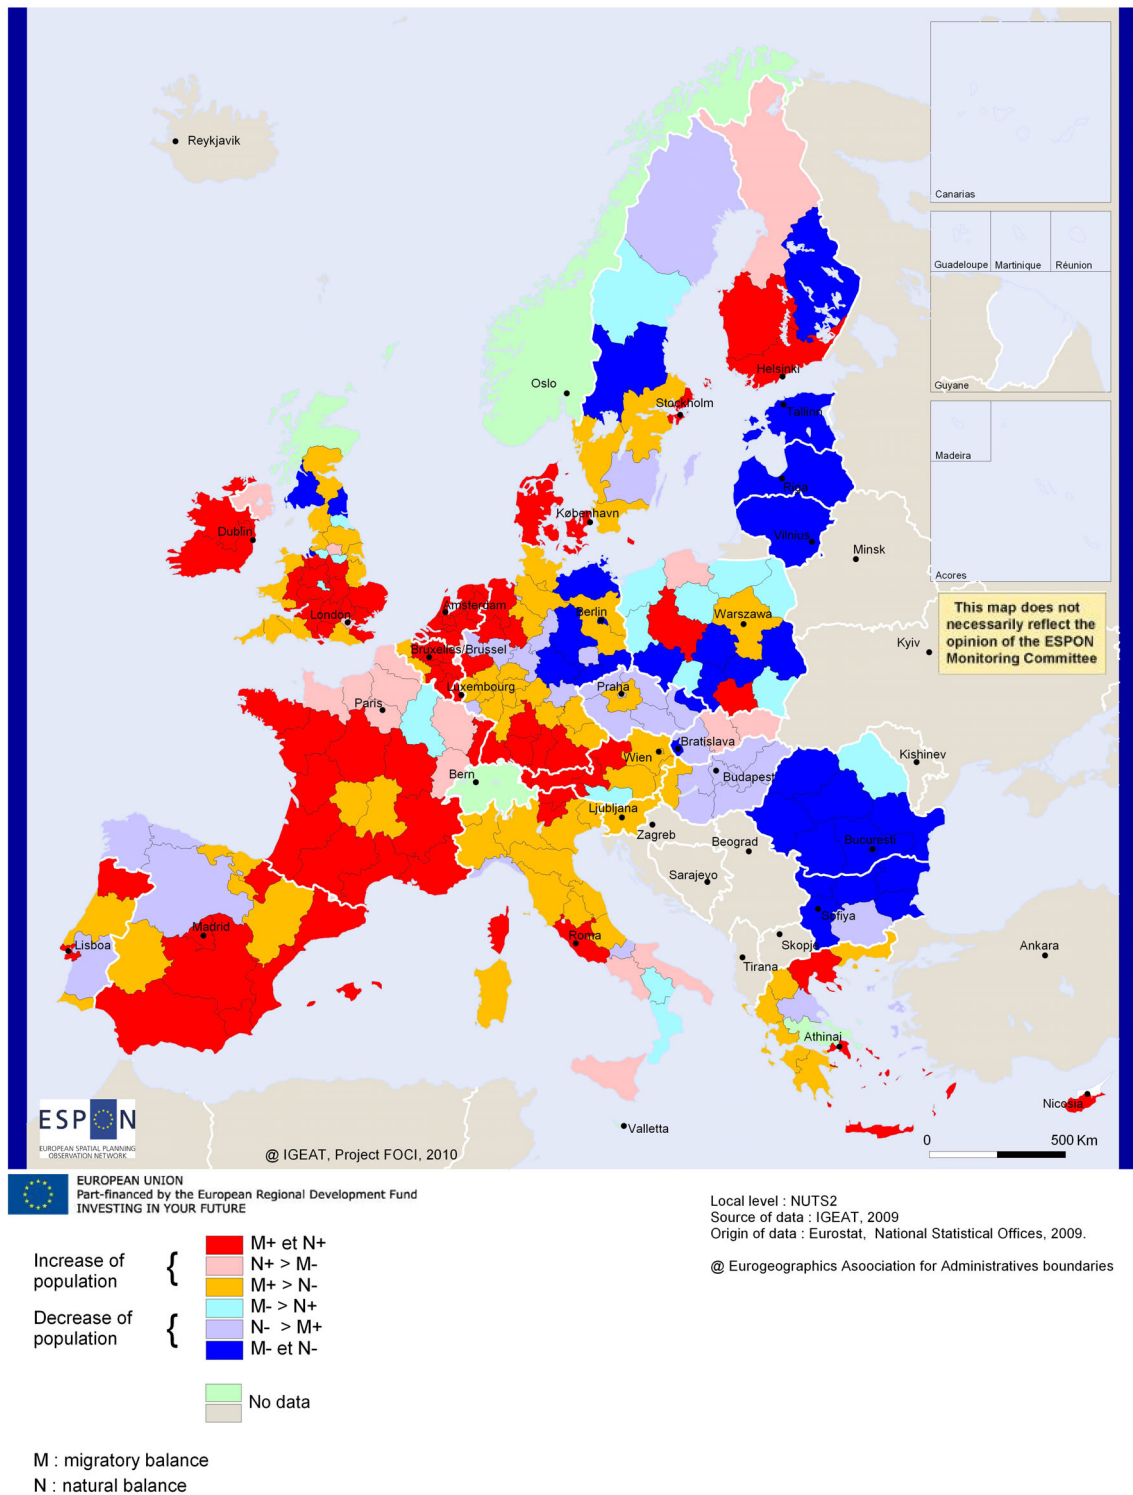 Reykjavik
Canarias
Guadeloupe
Martinique
Réunion
Guyane
Madeira
Acores
This map does not
necessarily reflect the
opinion of the ESPON
Monitoring Committee
Oslo
Helsinki
Stockholm
Tallinn
Riga
København
Vilnius
Minsk
Dublin
Amsterdam
Berlin
Warszawa
London
Kyiv
Bruxelles/Brussel
Luxembourg
Praha
Paris
Bratislava
Kishinev
Wien
Bern
Budapest
Ljubljana
Zagreb
Beograd
Bucuresti
Sarajevo
Sofiya
Madrid
Lisboa
Roma
Skopje
Ankara
Tirana
Athinai
Nicosia
Valletta
ESPON
EUROPEAN SPATIAL PLANNING
OBSERVATION NETWORK
@ IGEAT, Project FOCI, 2010
0 500 Km
EUROPEAN UNION
Part-financed by the European Regional Development Fund
INVESTING IN YOUR FUTURE
Local level : NUTS2
Source of data : IGEAT, 2009
Origin of data : Eurostat, National Statistical Offices, 2009.
@ Eurogeographics Asoociation for Administratives boundaries
Increase of
population
{
M+ et N+
N+ > M-
M+ > N-
Decrease of
population
{
M- > N+
N- > M+
M- et N-
No data
M : migratory balance
N : natural balance